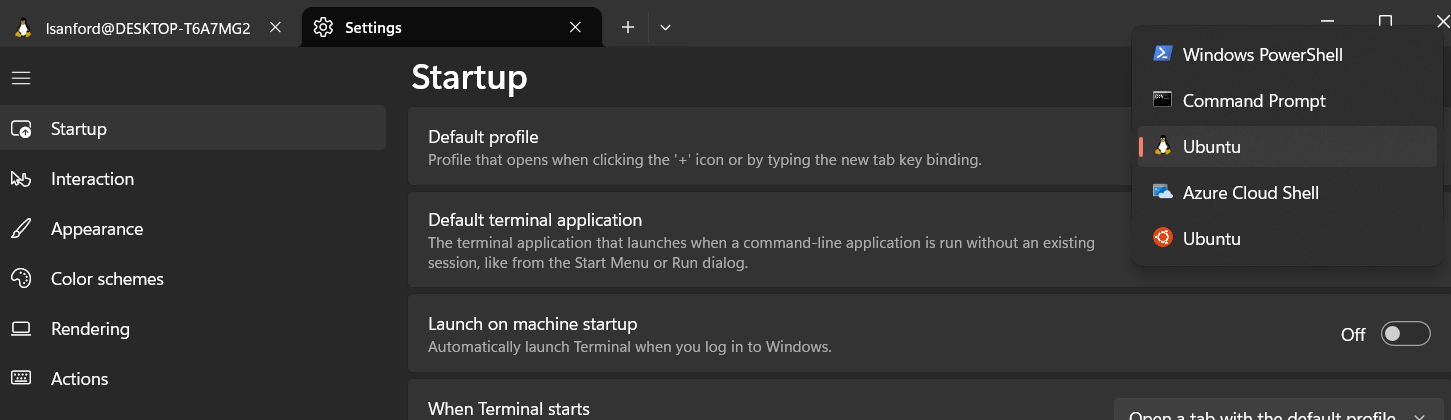 lsanford@DESKTOP-T6A7MG2
Settings
Startup
Interaction
Appearance
Color schemes
Rendering
Actions
Startup
Default profile
Profile that opens when clicking the '+' icon or by typing the new tab key binding.
Default terminal application
The terminal application that launches when a command-line application is run without an existing
session, like from the Start Menu or Run dialog.
Launch on machine startup
Automatically launch Terminal when you log in to Windows.
Off
When Terminal starts
Open a tab with the default profile
Windows PowerShell
Command Prompt
Ubuntu
Azure Cloud Shell
Ubuntu